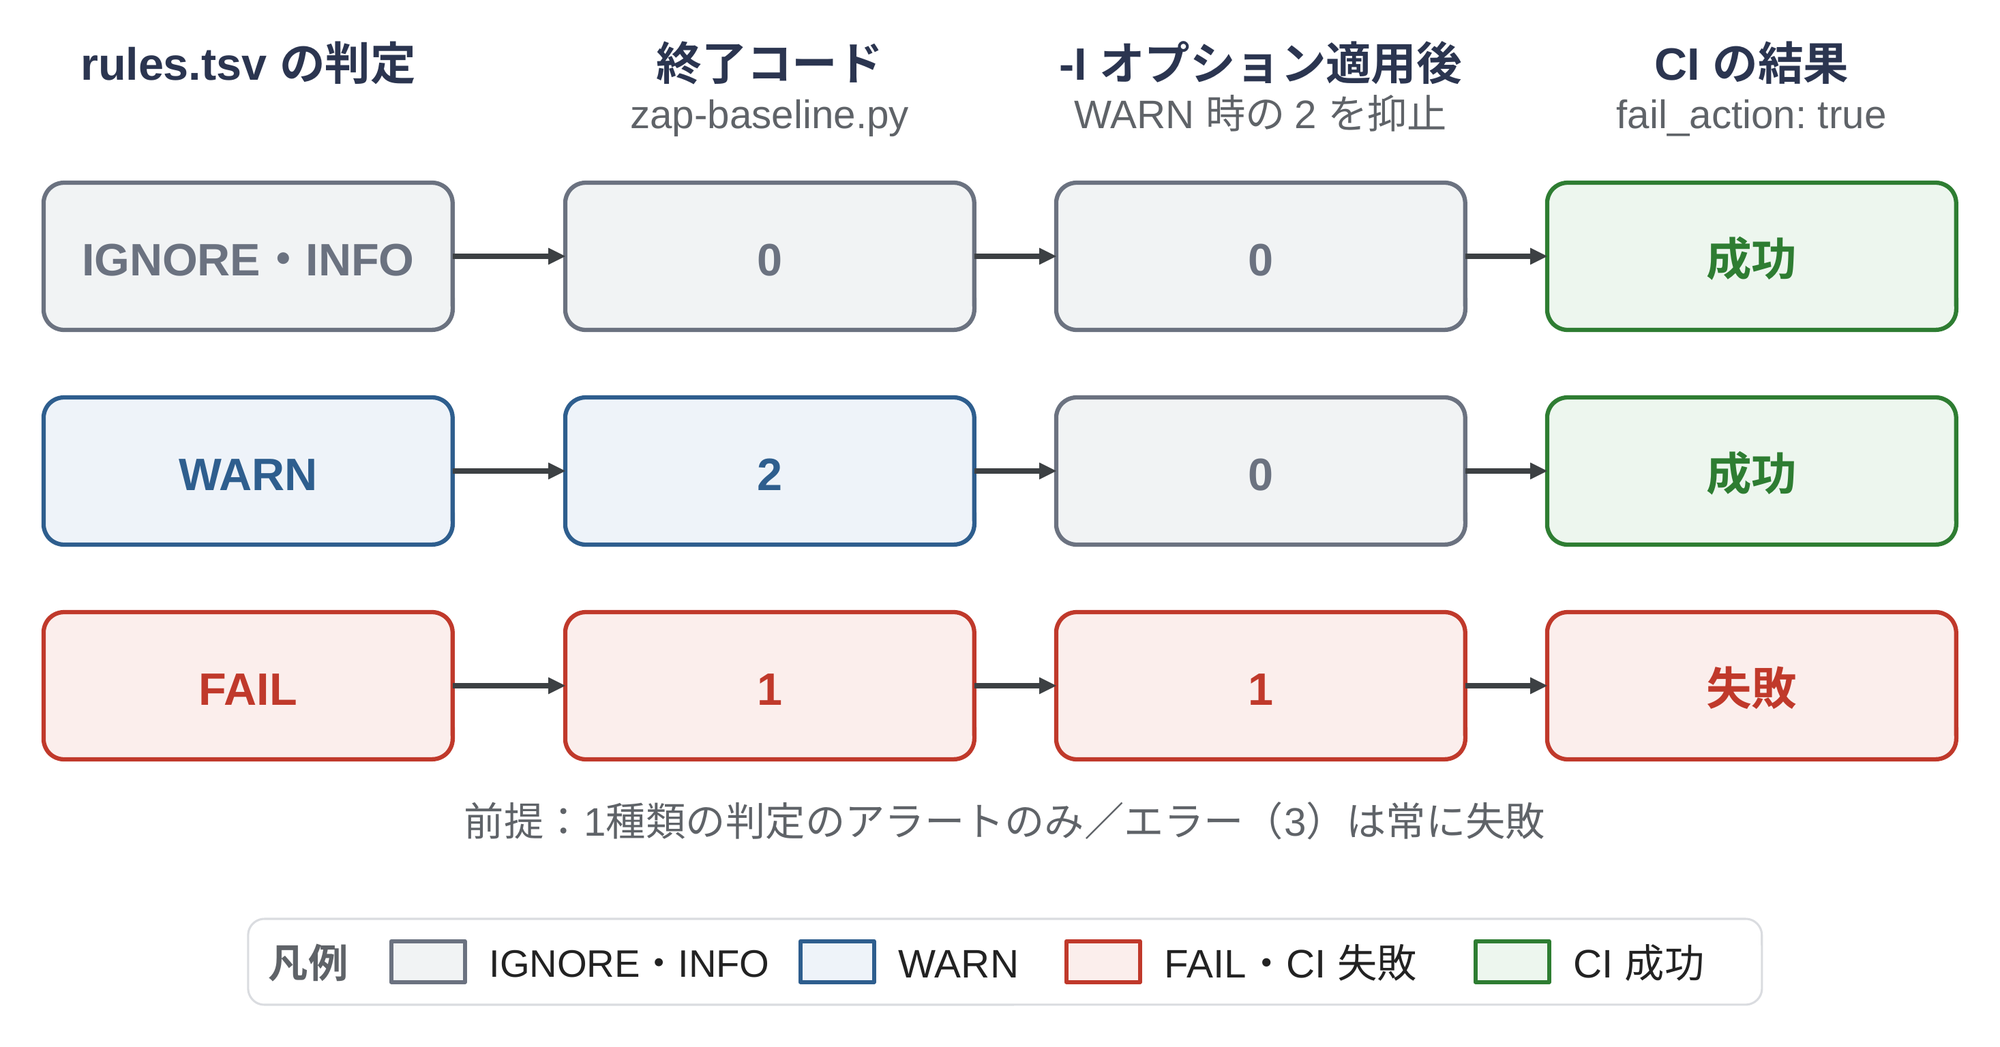 rules.tsv の判定
終了コード
zap-baseline.py
-I オプション適用後
WARN 時の 2 を抑止
CI の結果
fail_action: true
IGNORE・INFO
0
0
成功
WARN
2
0
成功
FAIL
1
1
失敗
前提：1種類の判定のアラートのみ／エラー（3）は常に失敗
凡例
IGNORE・INFO
WARN
FAIL・CI 失敗
CI 成功